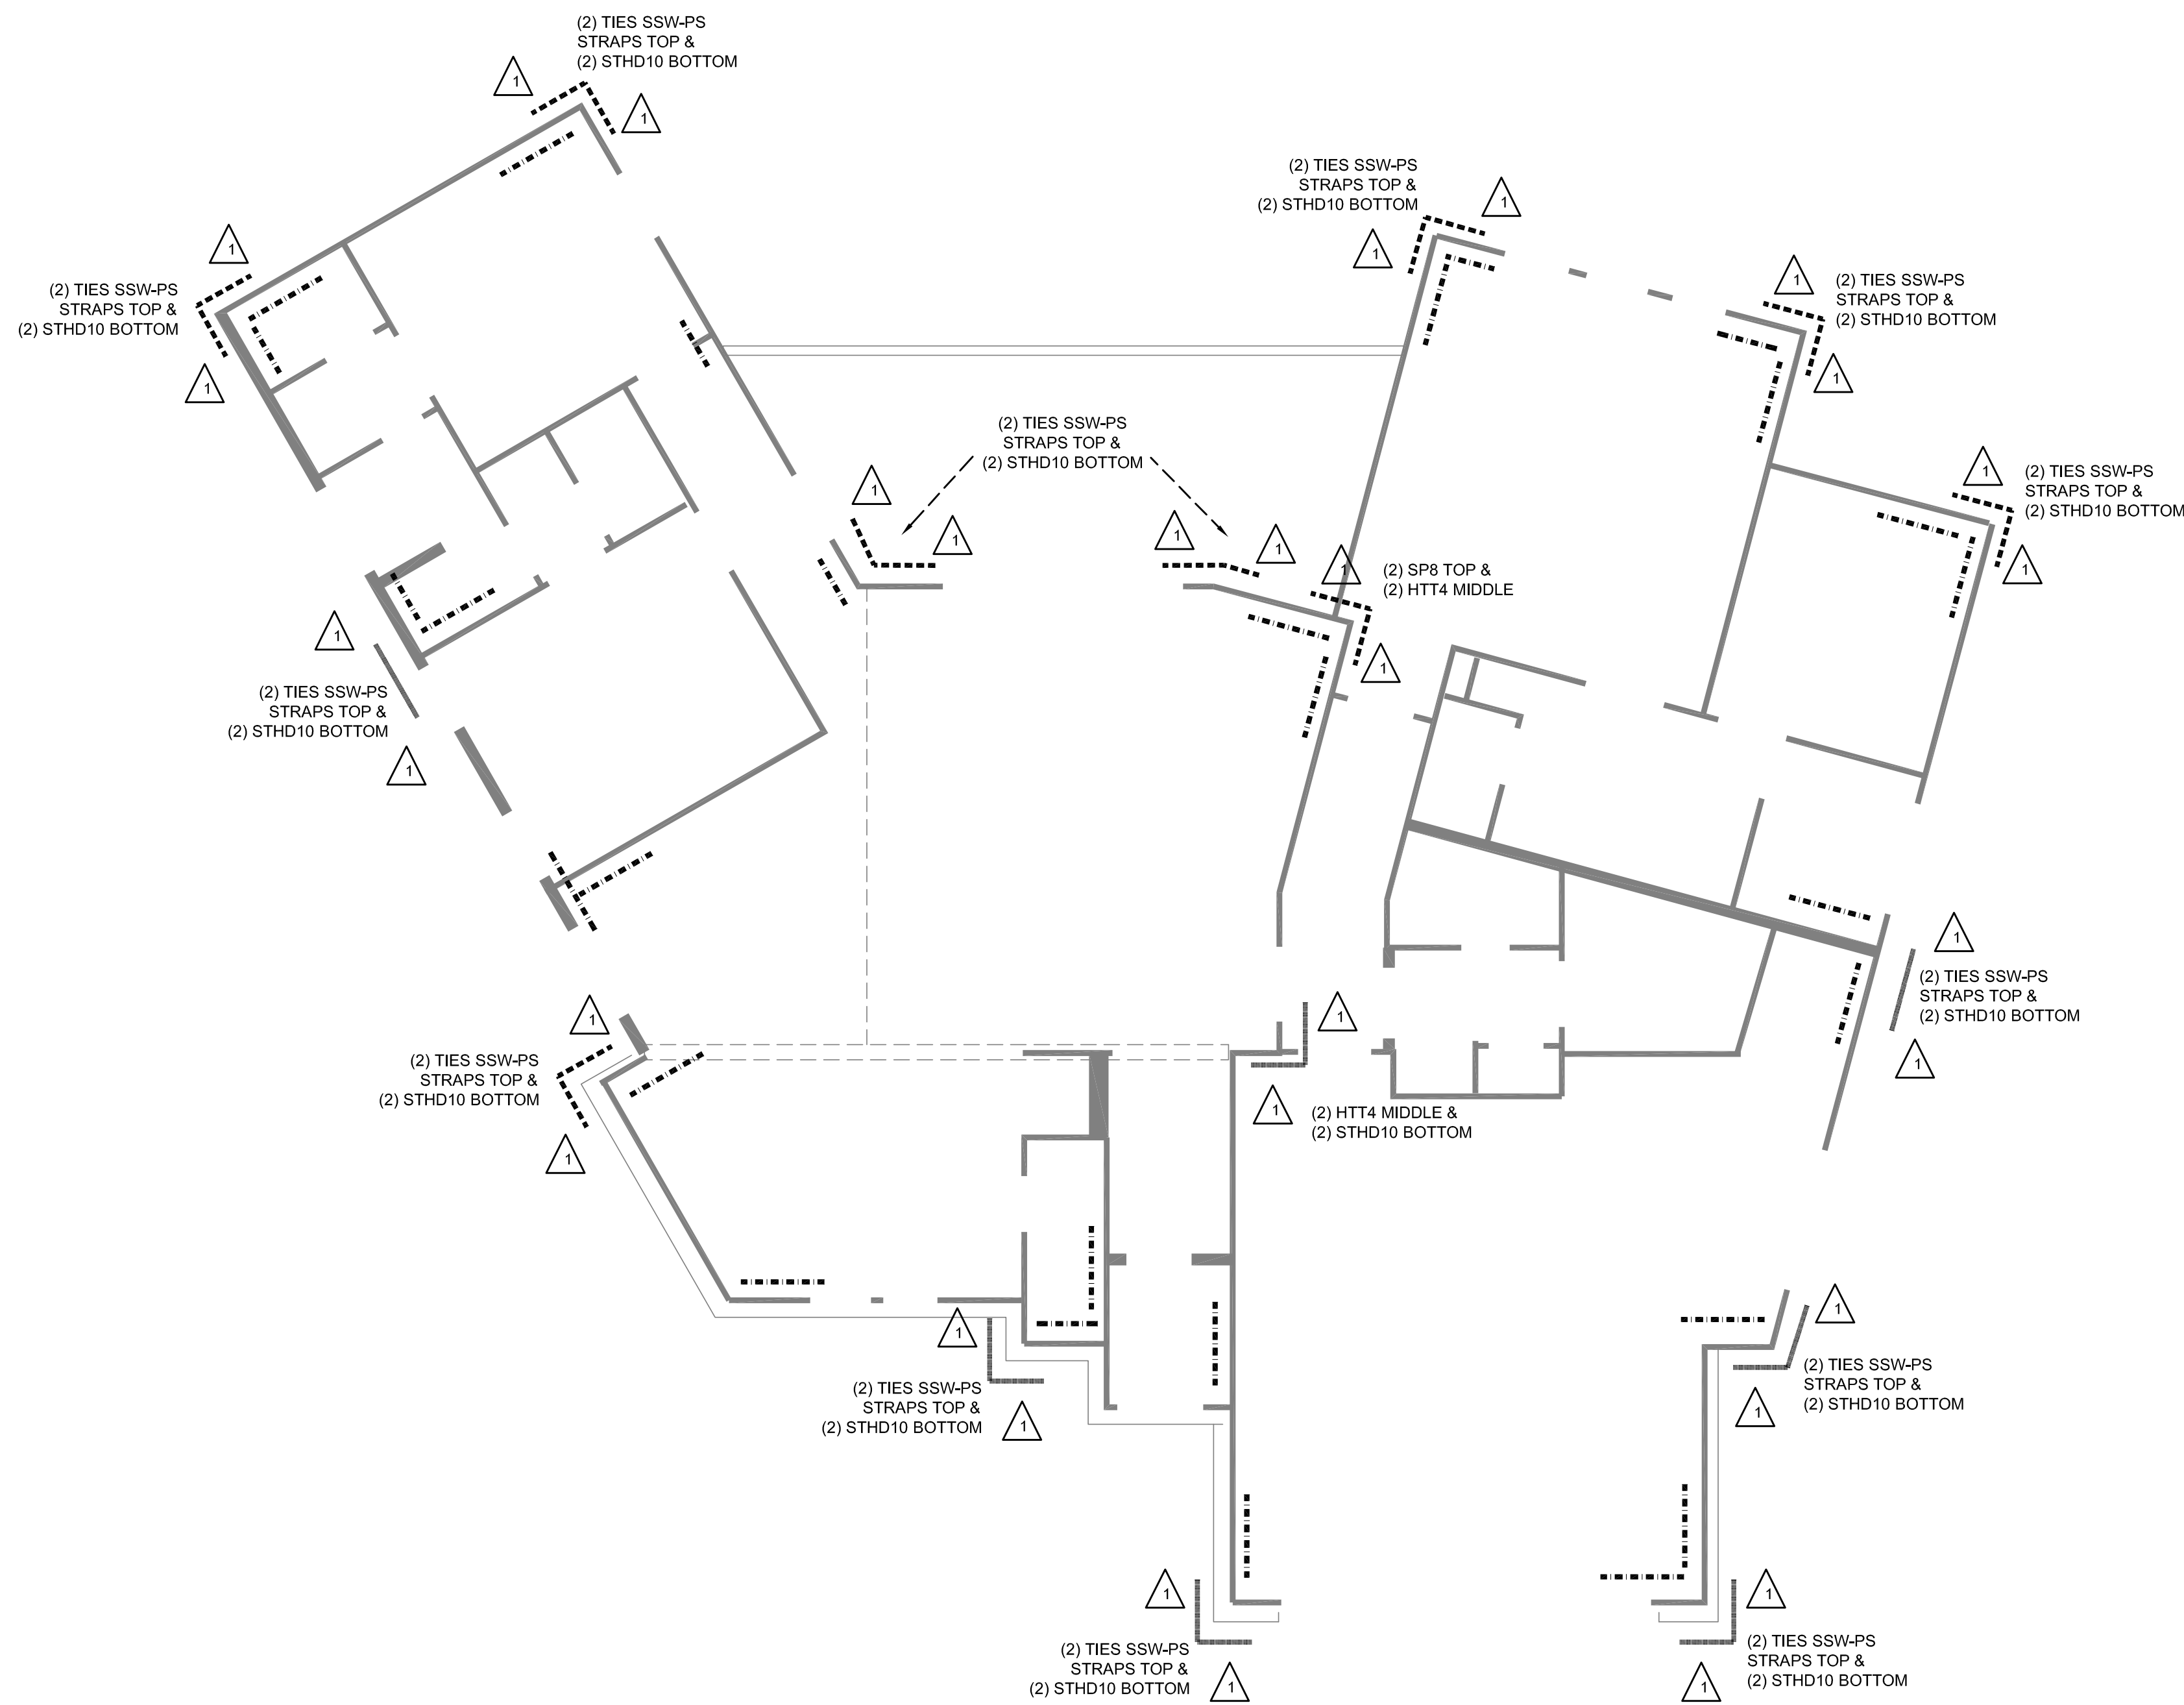 (2) TIES SSW-PS
STRAPS TOP &
(2) STHD10 BOTTOM
1
1
(2) TIES SSW-PS
STRAPS TOP &
(2) STHD10 BOTTOM
1
1
1
(2) TIES SSW-PS
STRAPS TOP &
(2) STHD10 BOTTOM
1
1
(2) TIES SSW-PS
STRAPS TOP &
(2) STHD10 BOTTOM
1
1
(2) TIES SSW-PS
STRAPS TOP &
(2) STHD10 BOTTOM
1
1
1
1
1
(2) TIES SSW-PS
STRAPS TOP &
(2) STHD10 BOTTOM
1
1
(2) SP8 TOP &
(2) HTT4 MIDDLE
1
1
(2) TIES SSW-PS
STRAPS TOP &
(2) STHD10 BOTTOM
1
1
(2) TIES SSW-PS
STRAPS TOP &
(2) STHD10 BOTTOM
1
1
(2) TIES SSW-PS
STRAPS TOP &
(2) STHD10 BOTTOM
1
1
1
(2) HTT4 MIDDLE &
(2) STHD10 BOTTOM
1
(2) TIES SSW-PS
STRAPS TOP &
(2) STHD10 BOTTOM
1
1
(2) TIES SSW-PS
STRAPS TOP &
(2) STHD10 BOTTOM
1
1
(2) TIES SSW-PS
STRAPS TOP &
(2) STHD10 BOTTOM
1
1
(2) TIES SSW-PS
STRAPS TOP &
(2) STHD10 BOTTOM
1